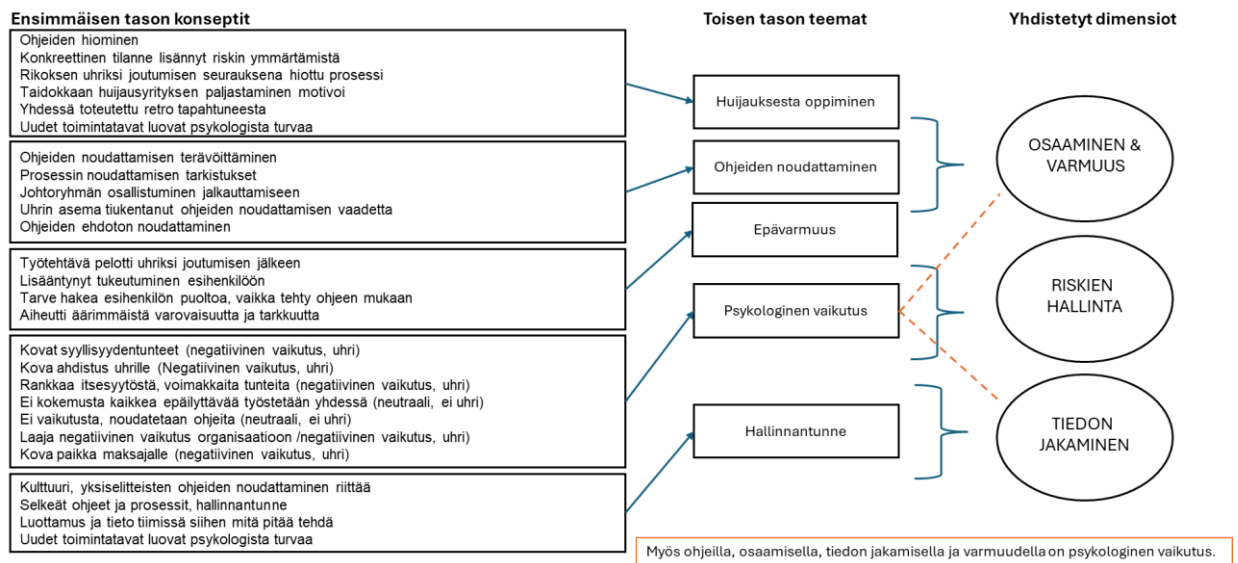 Ensimmäisen tason konseptit
Ohjeiden hiominen
Konkreettinen tilanne lisännyt riskin ymmärtämistä
Rikoksen uhriksi joutumisen seurauksena hiottu prosessi
Taidokkaan huijausyrityksen paljastaminen motivoi
Yhdessä toteutettu retro tapahtuneesta
Uudet toimintatavat luovat psykologista turvaa
Ohjeiden noudattamisen terävöittäminen
Prosessin noudattamisen tarkistukset
Johtoryhmän osallistuminen jalkauttamiseen
Uhrin asema tiukentanut ohjeiden noudattamisen vaadetta
Ohjeiden ehdoton noudattaminen
Työtehtävä pelotti uhriksi joutumisen jälkeen
Lisääntynyt tukeutuminen esihenkilöön
Tarve hakea esihenkilön puoltoa, vaikka tehty ohjeen mukaan
Aiheutti äärimmäistä varovaisuutta ja tarkkuutta
Kovat syyllisyydentunteet (negatiivinen vaikutus, uhri)
Kova ahdistus uhrille (Negatiivinen vaikutus, uhri)
Rankkaa itsesyytöstä, voimakkaita tunteita (negatiivinen vaikutus, uhri)
Ei kokemusta kaikkea epäilyttävää työstetään yhdessä (neutraali, ei uhri)
Ei vaikutusta, noudatetaan ohjeita (neutraali, ei uhri)
Laaja negatiivinen vaikutus organisaatioon /negatiivinen vaikutus, uhri)
Kova paikka maksajalle (negatiivinen vaikutus, uhri)
Kulttuuri, yksiselitteisten ohjeiden noudattaminen riittää
Selkeät ohjeet ja prosessit, hallinnantunne
Luottamus ja tieto tiimissä siihen mitä pitää tehdä
Uudet toimintatavat luovat psykologista turvaa
Toisen tason teemat
Huijauksesta oppiminen
Ohjeiden noudattaminen
Epävarmuus
Psykologinen vaikutus
Hallinnantunne
Yhdistetyt dimensiot
OSAAMINEN &
VARMUUS
RISKIEN
HALLINTA
TIEDON
JAKAMINEN
Myös ohjeilla, osaamisella, tiedon jakamisella ja varmuudella on psykologinen vaikutus.